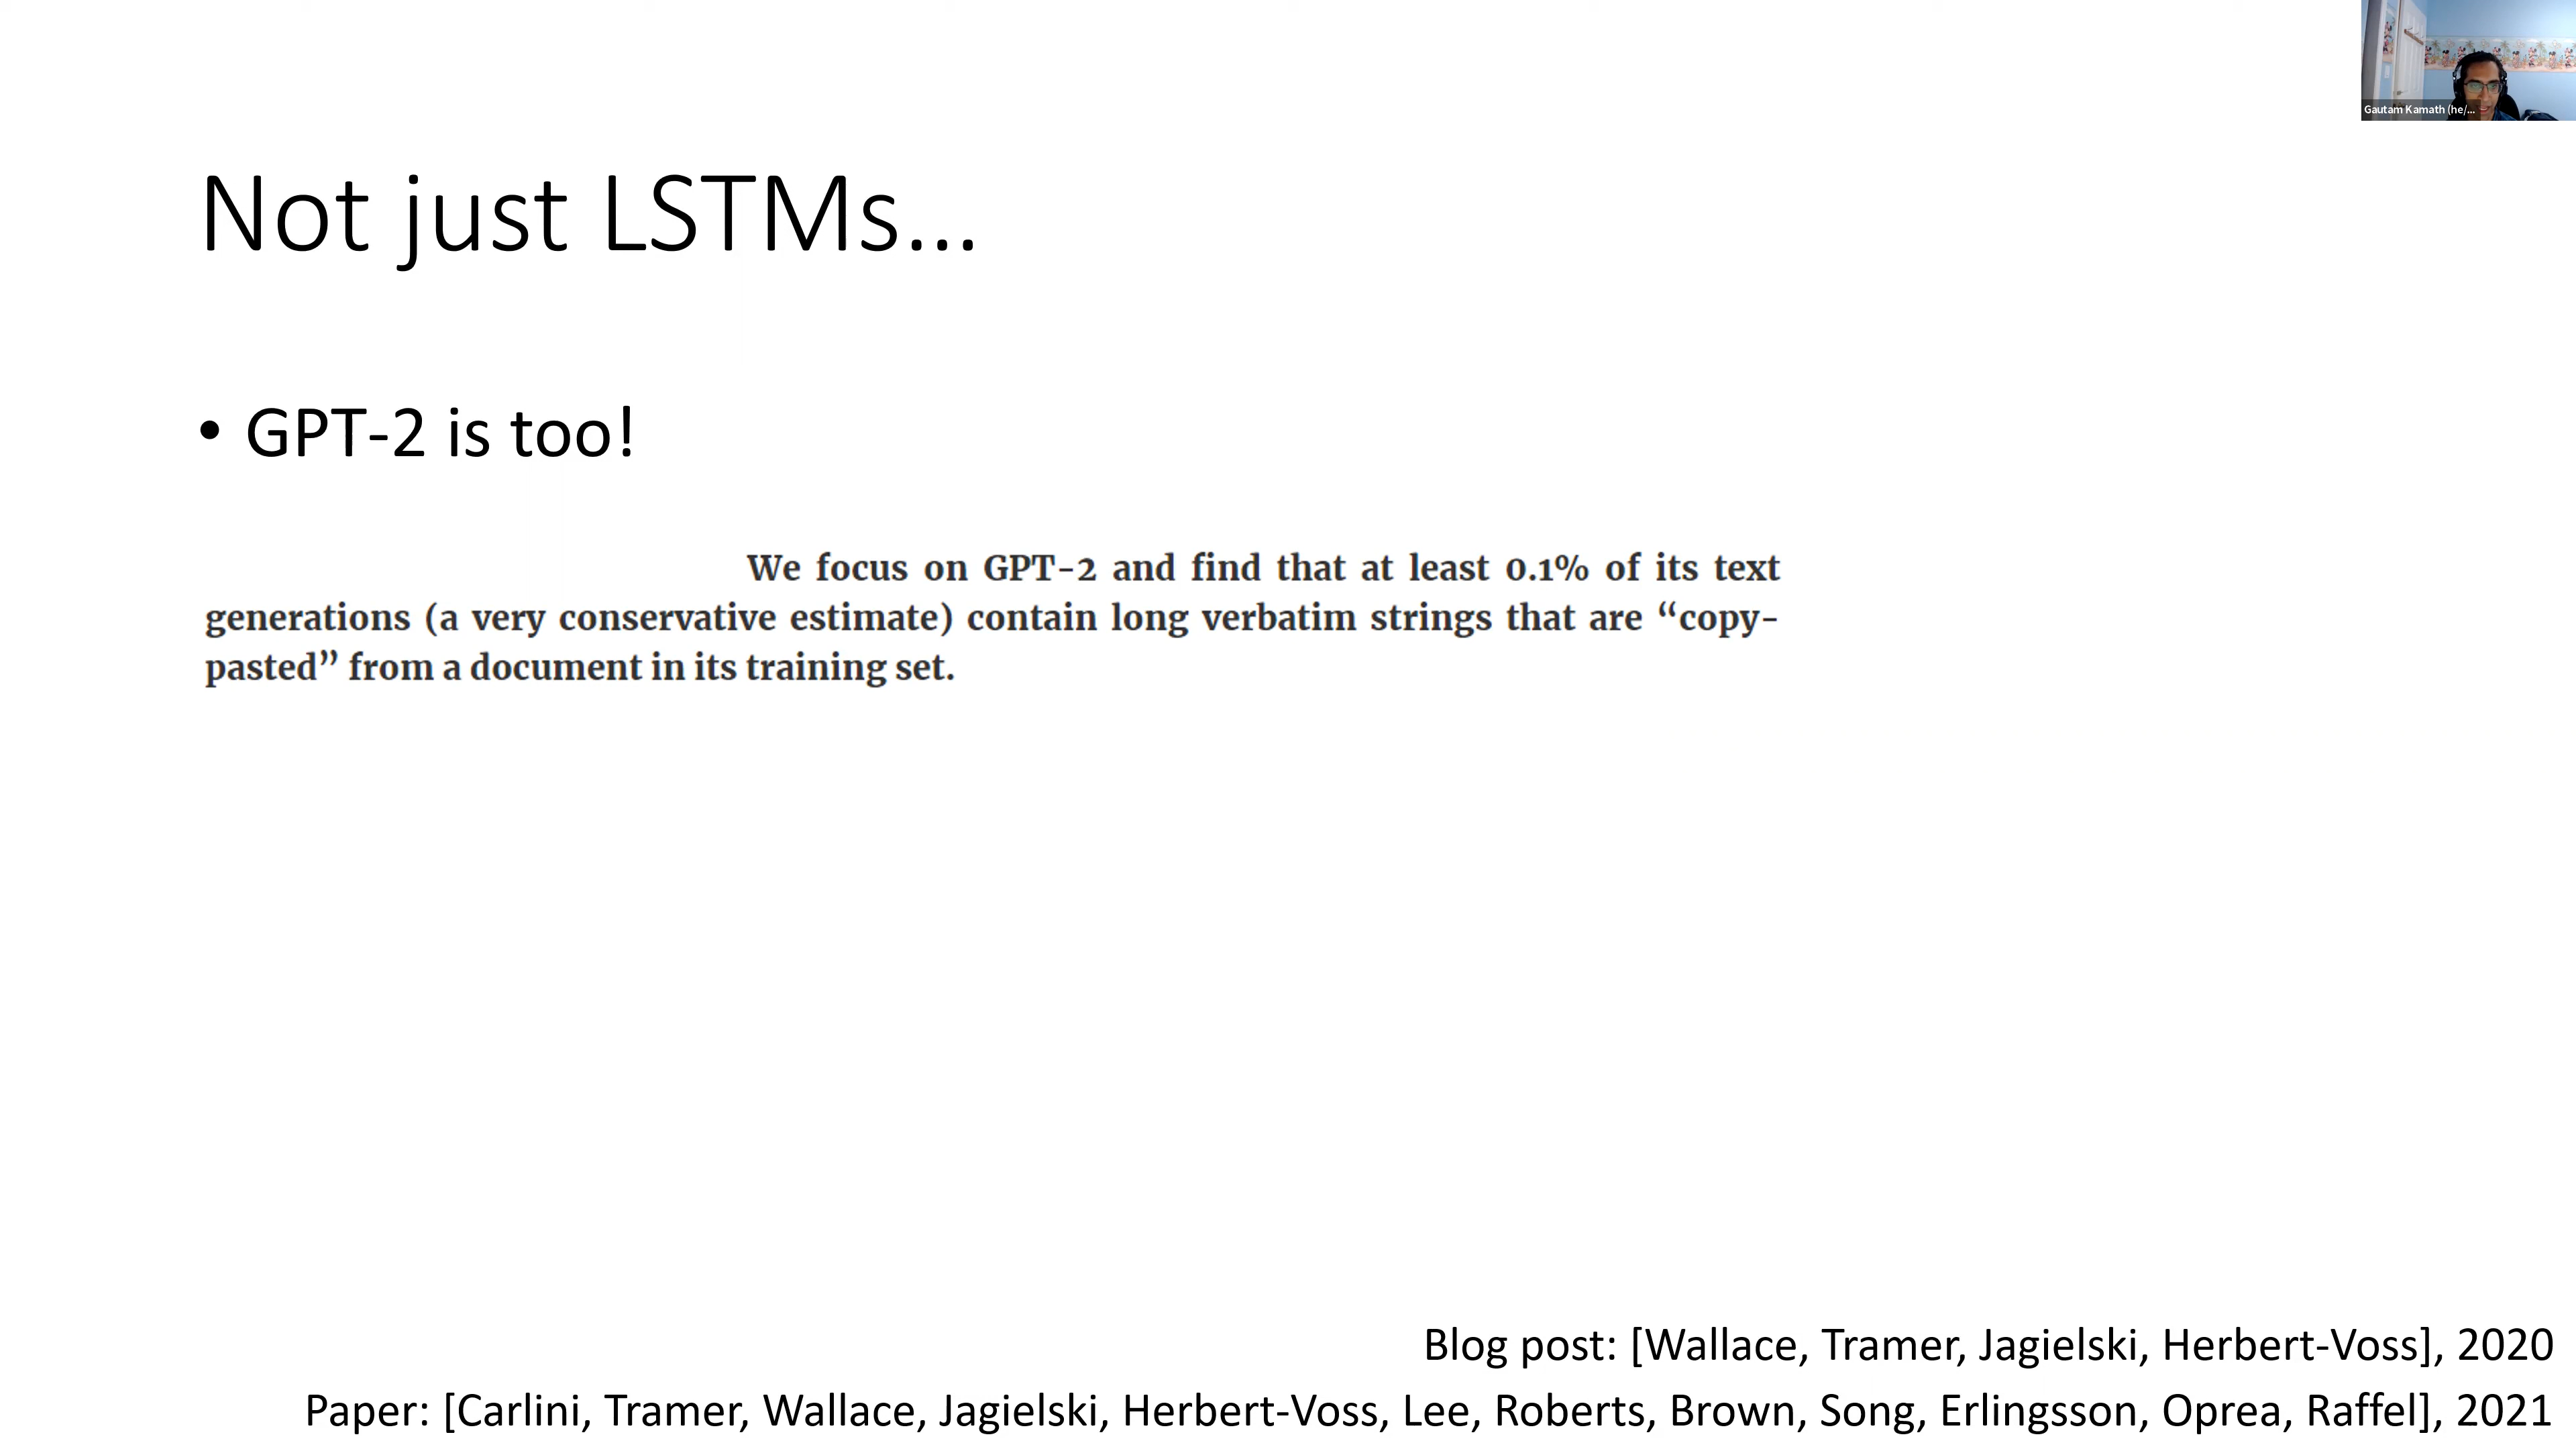 Gautam Kamath (he/...
Not just LSTMs...
• GPT-2 is too!
We focus on GPT-2 and find that at least 0.1% of its text
generations (a very conservative estimate) contain long verbatim strings that are “copy-
pasted” from a document in its training set.
Blog post: [Wallace, Tramer, Jagielski, Herbert-Voss], 2020
Paper: [Carlini, Tramer, Wallace, Jagielski, Herbert-Voss, Lee, Roberts, Brown, Song, Erlingsson, Oprea, Raffel], 2021